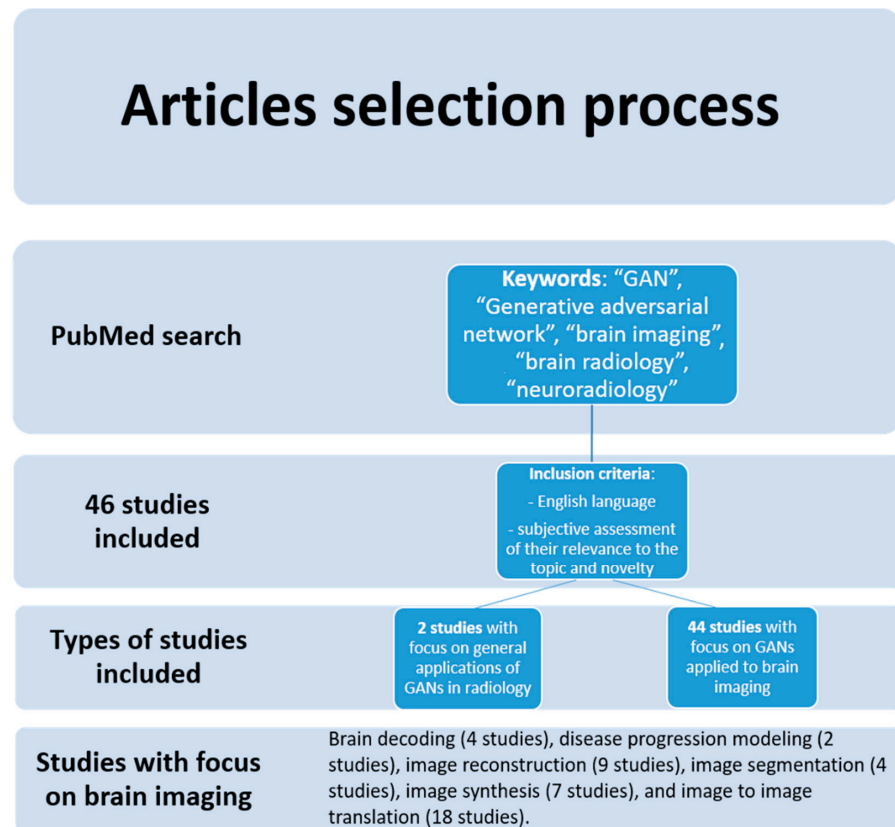 Articles selection process
PubMed search
Keywords: “GAN”,
“Generative adversarial
network”, “brain imaging”,
“brain radiology”,
“neuroradiology”
46 studies
included
Inclusion criteria:
- English language
- subjective assessment
of their relevance to the
topic and novelty
Types of studies
included
2 studies with
focus on general
applications of
GANs in radiology
44 studies with
focus on GANs
applied to brain
imaging
Studies with focus
on brain imaging
Brain decoding (4 studies), disease progression modeling (2
studies), image reconstruction (9 studies), image segmentation (4
studies), image synthesis (7 studies), and image to image
translation (18 studies).